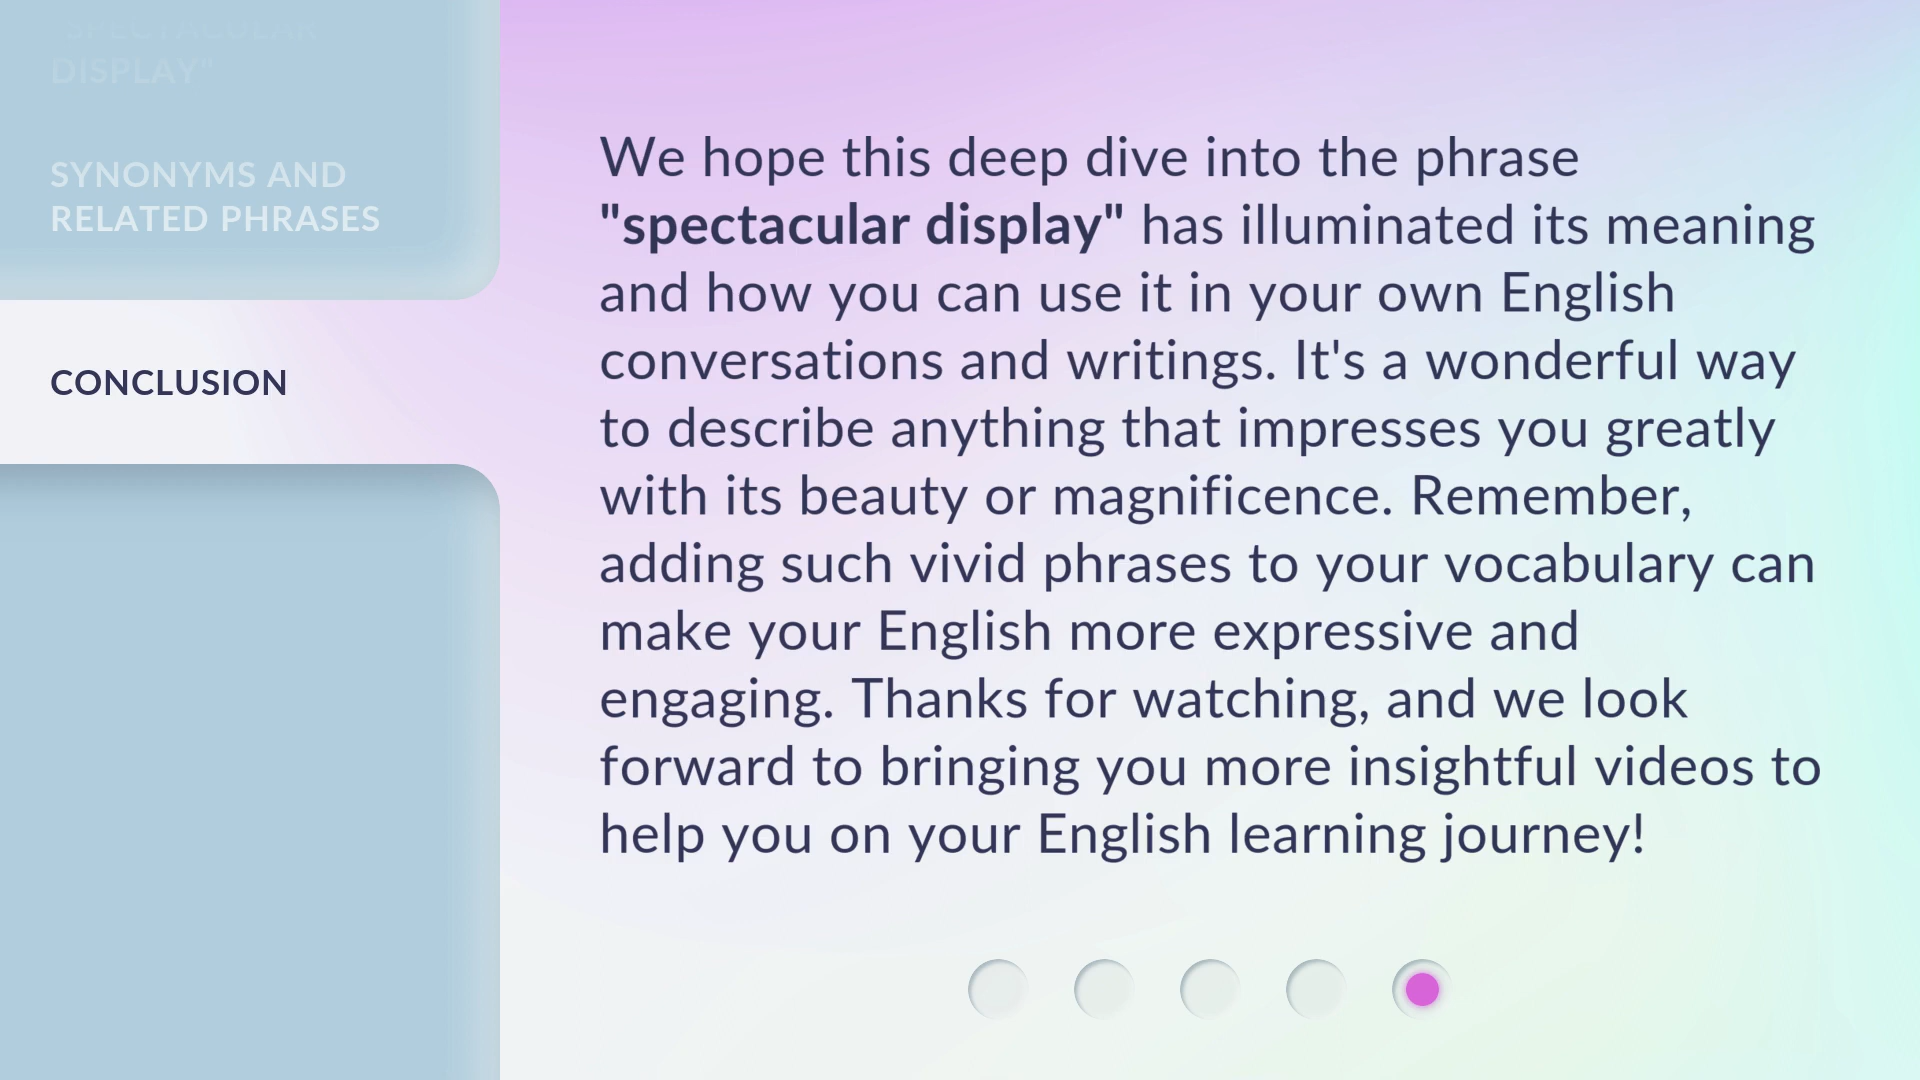 "SPECTACULAR
DISPLAY"
SYNONYMS AND
RELATED PHRASES
CONCLUSION
We hope this deep dive into the phrase
"spectacular display" has illuminated its meaning
and how you can use it in your own English
conversations and writings. It's a wonderful way
to describe anything that impresses you greatly
with its beauty or magnificence. Remember,
adding such vivid phrases to your vocabulary can
make your English more expressive and
engaging. Thanks for watching, and we look
forward to bringing you more insightful videos to
help you on your English learning journey!